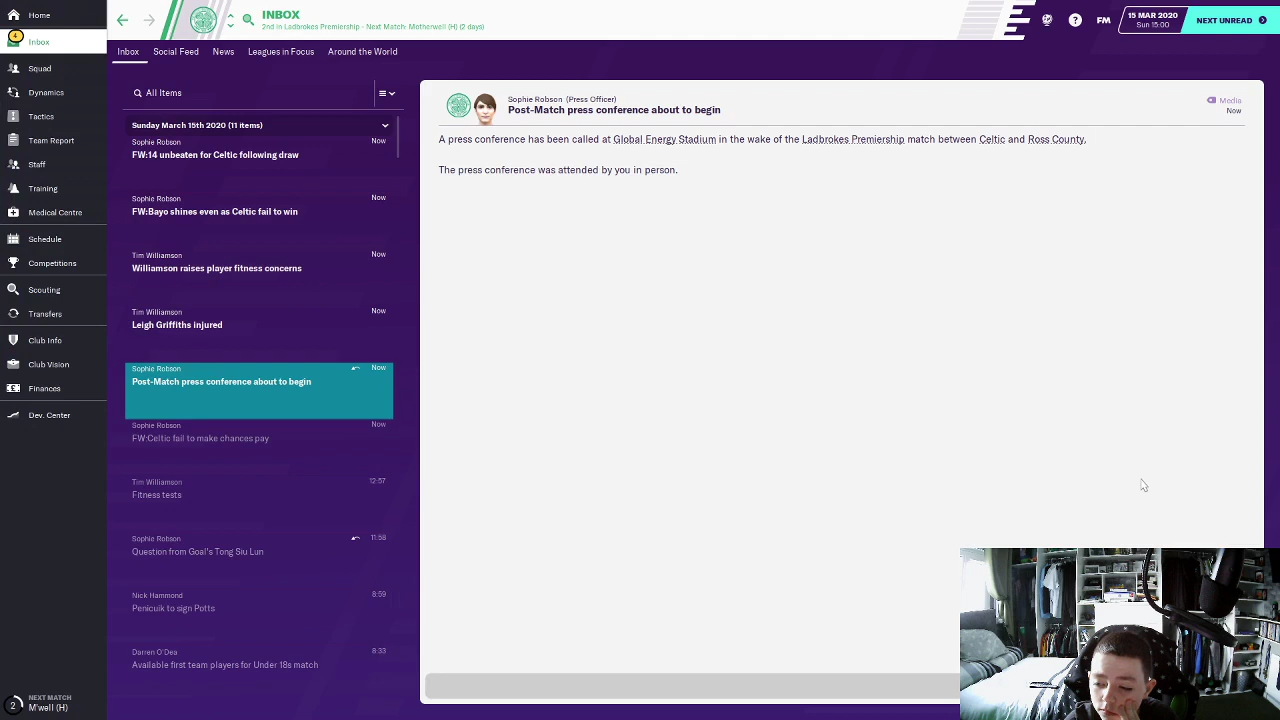 Home
4
Inbox
Squad
Dynamics
Tactics
Team Report
Staff
Training
Medical Centre
Schedule
Competitions
Scouting
Transfers
Club Info
Club Vision
Finances
Dev. Center
2
NEXT MATCH
M'well (H)
INBOX
2nd in Ladbrokes Premiership - Next Match: Motherwell (H) (2 days)
?
FM
15 MAR 2020
Sun 15:00
NEXT UNREAD
Inbox
Social Feed
News
Leagues in Focus
Around the World
All Items
Sunday March 15th 2020 (11 items)
Sophie Robson
Now
FW:14 unbeaten for Celtic following draw
Sophie Robson
Now
FW:Bayo shines even as Celtic fail to win
Tim Williamson
Now
Williamson raises player fitness concerns
Tim Williamson
Now
Leigh Griffiths injured
Sophie Robson
Now
Post-Match press conference about to begin
Sophie Robson
Now
FW:Celtic fail to make chances pay
Tim Williamson
12:57
Fitness tests
Sophie Robson
11:58
Question from Goal's Tong Siu Lun
Nick Hammond
8:59
Penicuik to sign Potts
Darren O'Dea
8:33
Available first team players for Under 18s match
Sophie Robson (Press Officer)
Post-Match press conference about to begin
Media
Now
A press conference has been called at Global Energy Stadium in the wake of the Ladbrokes Premiership match between Celtic and Ross County.
The press conference was attended by you in person.